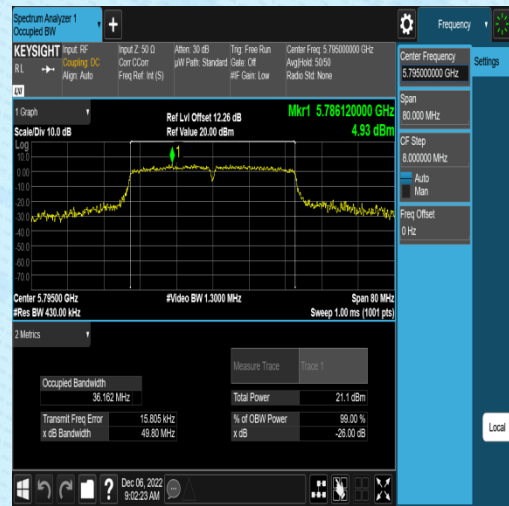 Spectrum Analyzer 1
Occupied BW
Frequency
KEYSIGHT
Input: RF
Input Z: 50 Ω
Atten: 30 dB
Trig: Free Run
Center Freq: 5.795000000 GHz
RL
Coupling: DC
Corr CCorr
µW Path: Standard
Gate: Off
Avg|Hold: 50/50
Align: Auto
Freq Ref: Int (S)
#IF Gain: Low
Radio Std: None
LXI
Center Frequency
5.795000000 GHz
Settings
Span
80.000 MHz
CF Step
8.000000 MHz
Auto
Man
Freq Offset
0 Hz
1 Graph
Scale/Div 10.0 dB
Ref Lvl Offset 12.26 dB
Ref Value 20.00 dBm
Mkr1 5.786120000 GHz
4.93 dBm
Log
1
10.0
0.00
-10.0
-20.0
-30.0
-40.0
-50.0
-60.0
-70.0
Center 5.79500 GHz
#Video BW 1.3000 MHz
Span 80 MHz
#Res BW 430.00 kHz
Sweep 1.00 ms (1001 pts)
2 Metrics
Measure Trace
Trace 1
Occupied Bandwidth
36.162 MHz
Total Power
21.1 dBm
Transmit Freq Error
15.805 kHz
% of OBW Power
99.00 %
x dB Bandwidth
49.80 MHz
x dB
-26.00 dB
Local
?
Dec 06, 2022
9:02:23 AM